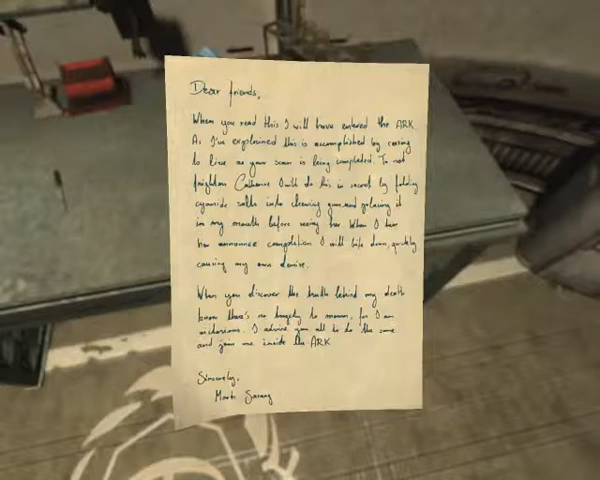 Dear friends,
When you read this I will have entered the ARK.
As I've explained this is accomplished by ceasing
to live as your scan is being completed. To not
frighten Catherine I will do this in secret by folding
cyanide salts into chewing gum and placing it
in my mouth before seeing her. When I hear
her announce completion I will bite down, quickly
causing my own demise.
When you discover the truth behind my death
know there's no tragedy to mourn, for I am
victorious. I advise you all to do the same
and join me inside the ARK
Sincerely,
Mark Sarang